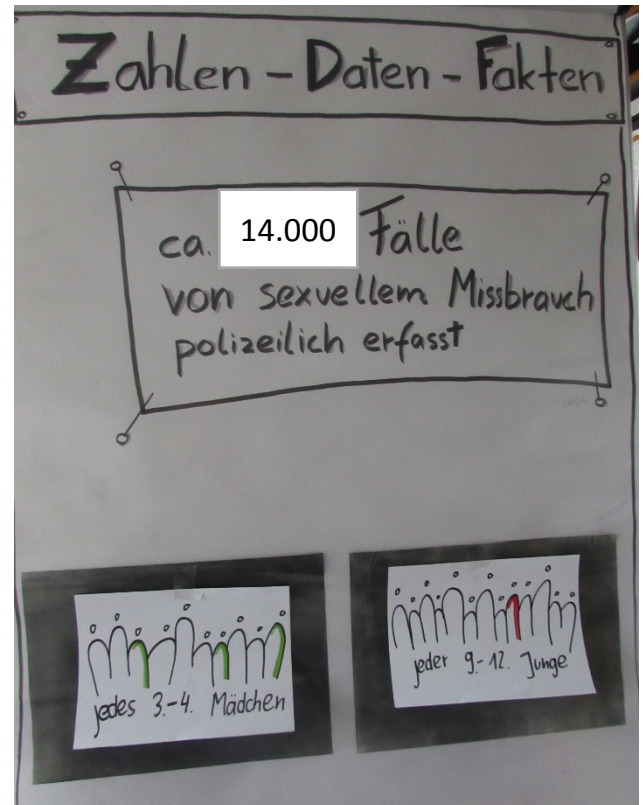 Zahlen - Daten - Fakten
ca. 14.000 Fälle
von sexuellem Missbrauch
polizeilich erfasst
jedes 3.-4. Mädchen
jeder 9.-12. Junge